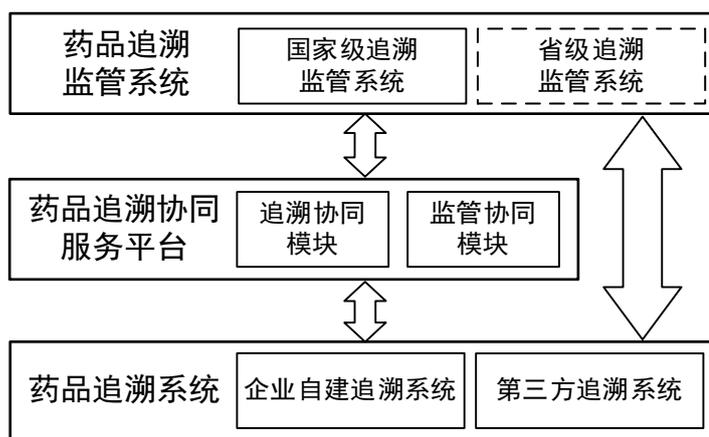 药品追溯
监管系统
国家级追溯
监管系统
省级追溯
监管系统
药品追溯协同
服务平台
追溯协同
模块
监管协同
模块
药品追溯系统
企业自建追溯系统
第三方追溯系统